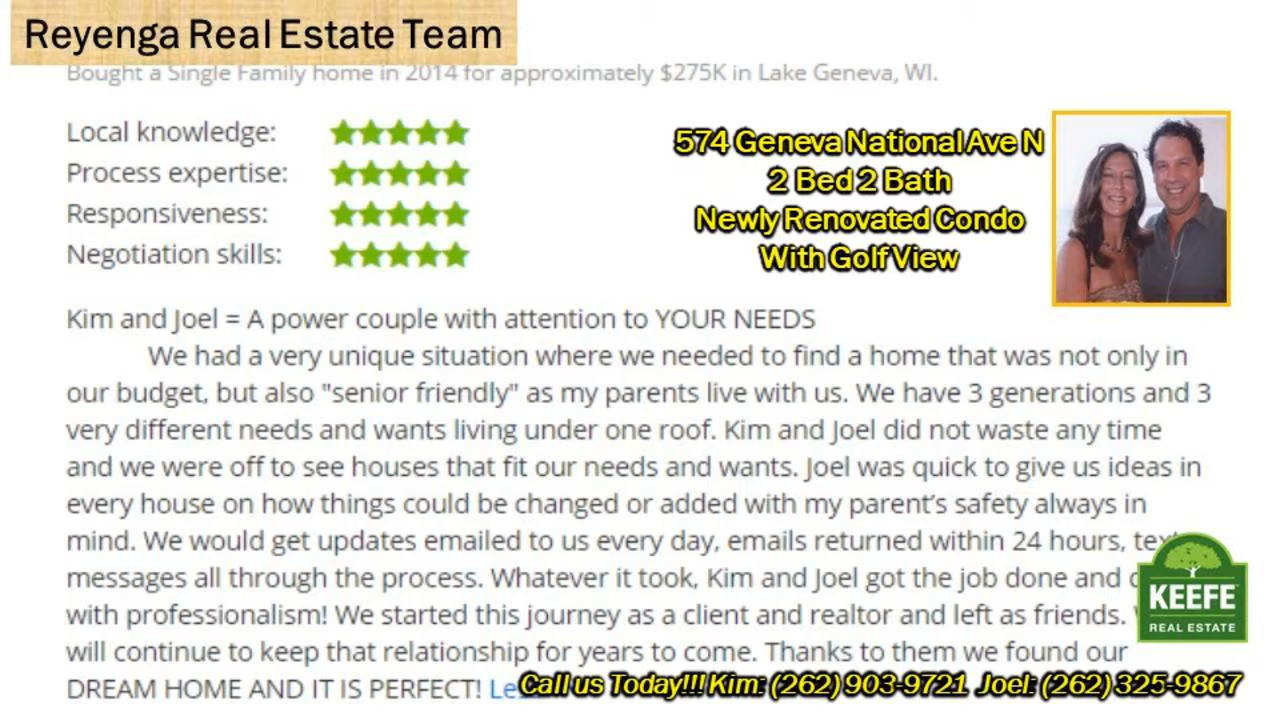 Reyenga Real Estate Team
Bought a Single Family home in 2014 for approximately $275K in Lake Geneva, WI.
Local knowledge:
Process expertise:
Responsiveness:
Negotiation skills:
574 Geneva National Ave N
2 Bed 2 Bath
Newly Renovated Condo
With Golf View
Kim and Joel = A power couple with attention to YOUR NEEDS
We had a very unique situation where we needed to find a home that was not only in
our budget, but also "senior friendly" as my parents live with us. We have 3 generations and 3
very different needs and wants living under one roof. Kim and Joel did not waste any time
and we were off to see houses that fit our needs and wants. Joel was quick to give us ideas in
every house on how things could be changed or added with my parent’s safety always in
mind. We would get updates emailed to us every day, emails returned within 24 hours, text
messages all through the process. Whatever it took, Kim and Joel got the job done and
with professionalism! We started this journey as a client and realtor and left as friends.
will continue to keep that relationship for years to come. Thanks to them we found our
DREAM HOME AND IT IS PERFECT!
KEEFE
REAL ESTATE
Call us Today!!! Kim: (262) 903-9721 Joel: (262) 325-9867